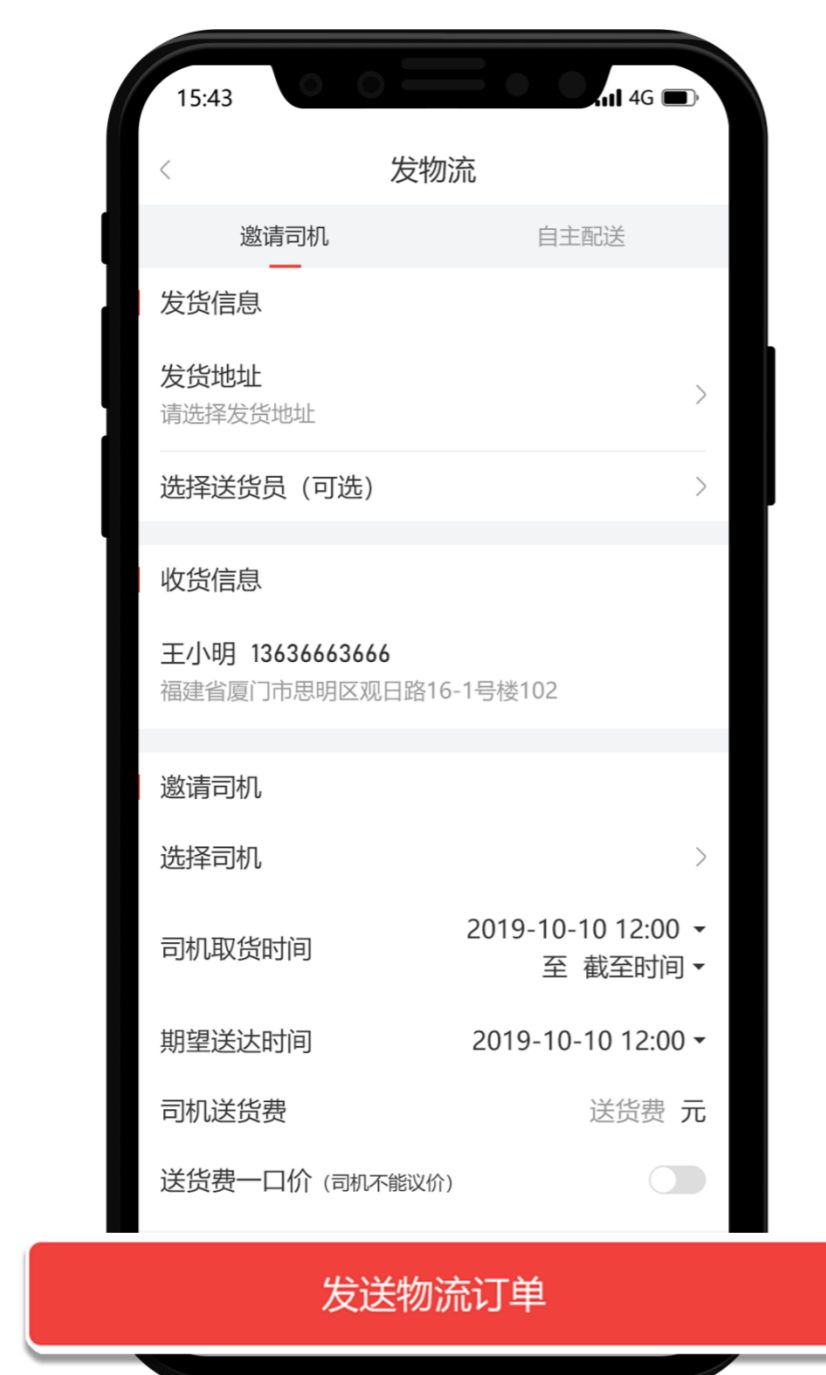 15:43
4G
发物流
邀请司机
自主配送
发货信息
发货地址
请选择发货地址
选择送货员（可选）
收货信息
王小明 13636663666
福建省厦门市思明区观日路16-1号楼102
邀请司机
选择司机
司机取货时间
2019-10-10 12:00
至 截至时间
期望送达时间
2019-10-10 12:00
司机送货费
送货费 元
送货费一口价（司机不能议价）
发送物流订单